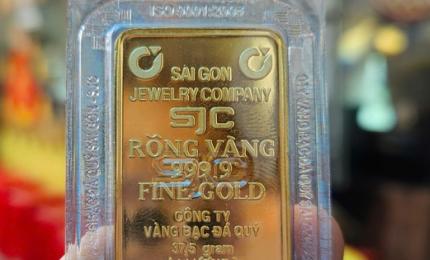 ISO 9001-2008
SÀI GON
JEWELRY COMPANY
SJC
RỒNG VÀNG
999,9
FINE GOLD
CÔNG TY
VÀNG BẠC ĐÁ QUÝ
37,5 gram